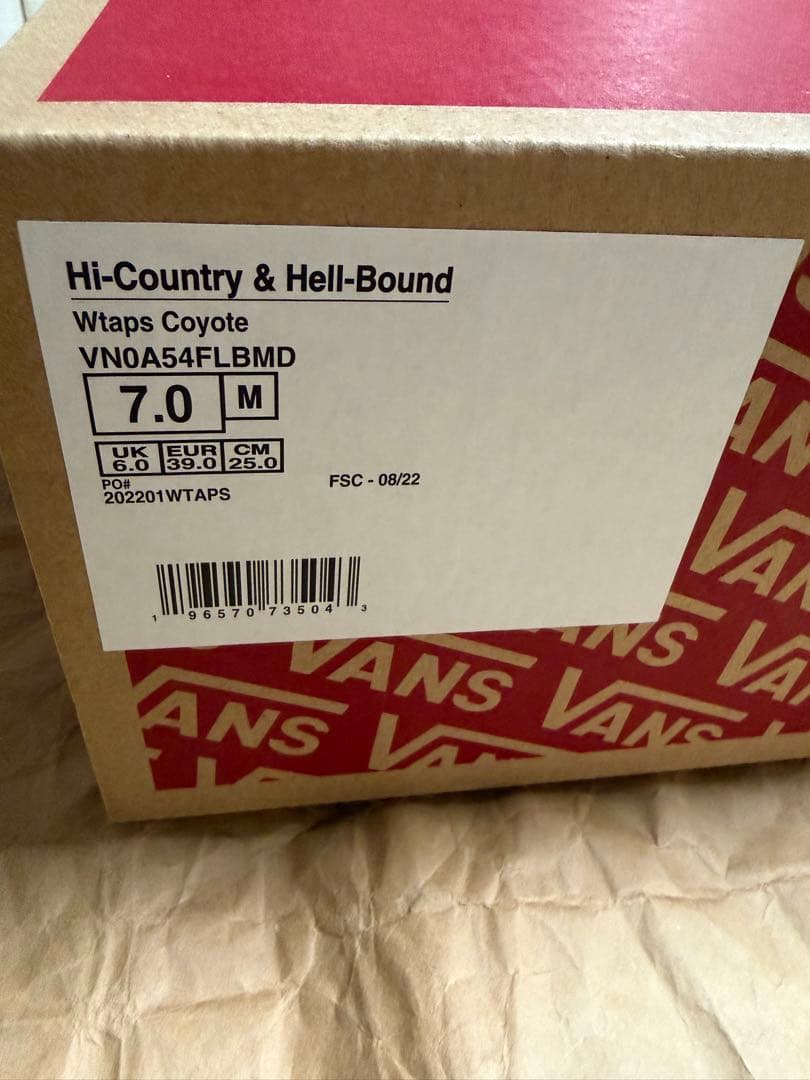 Hi-Country & Hell-Bound
Wtaps Coyote
VN0A54FLBMD
7.0 M
UK EUR CM
6.0 39.0 25.0
PO#
202201WTAPS
FSC - 08/22
1 96570 73504 3
VANS
VANS
VANS
VANS
VANS